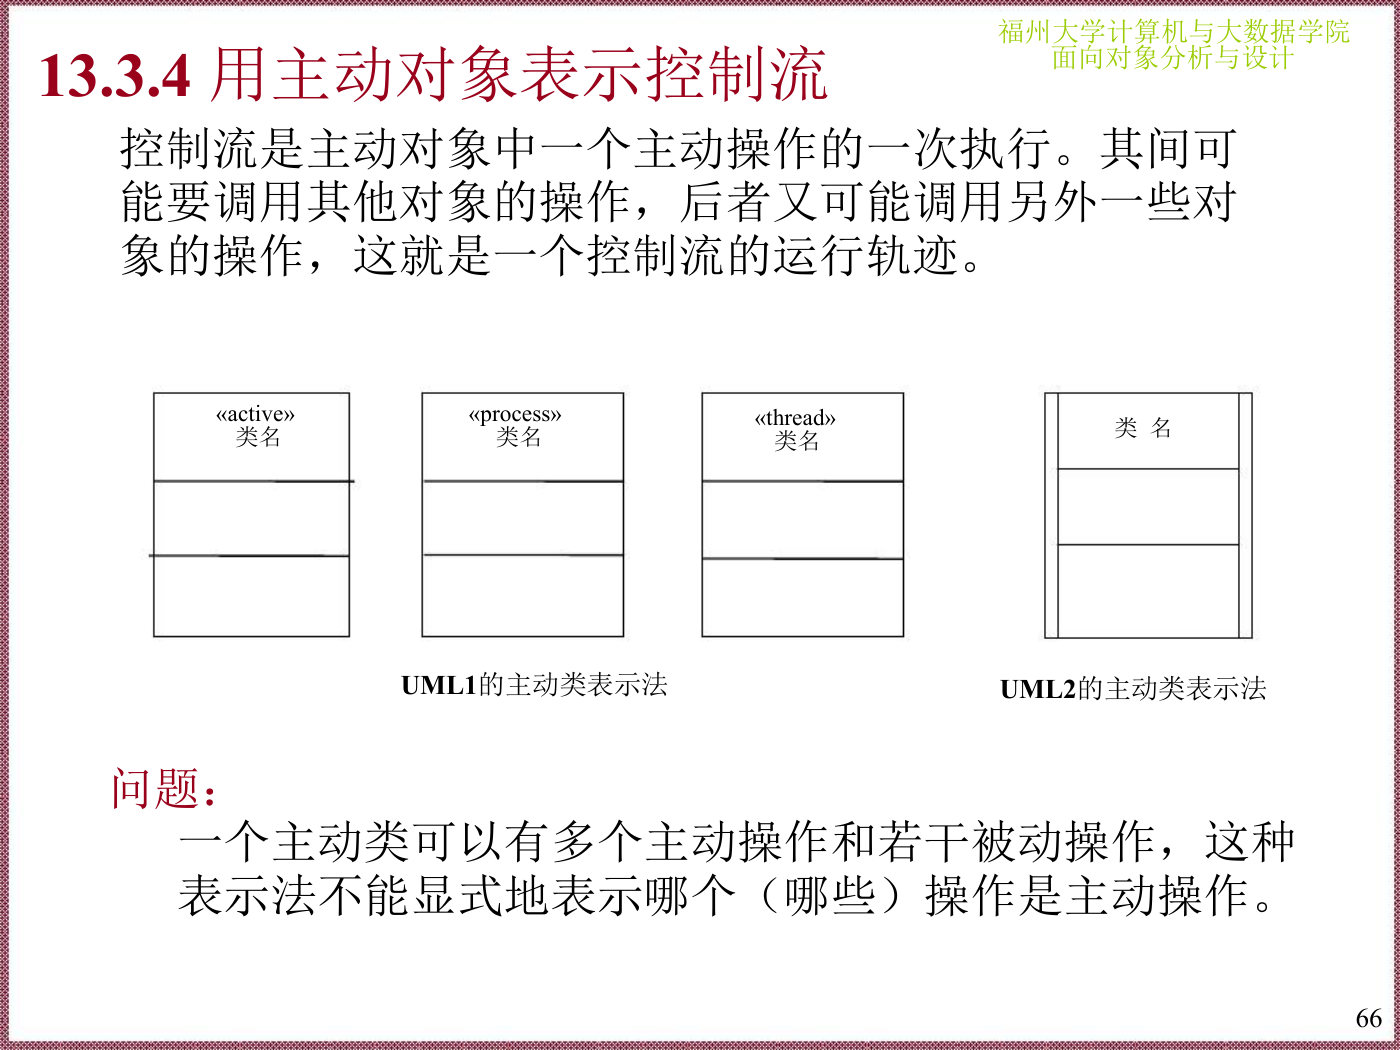 福州大学计算机与大数据学院
面向对象分析与设计
13.3.4 用主动对象表示控制流
控制流是主动对象中一个主动操作的一次执行。其间可
能要调用其他对象的操作，后者又可能调用另外一些对
象的操作，这就是一个控制流的运行轨迹。
«active»
类名
«process»
类名
«thread»
类名
类 名
UML1的主动类表示法
UML2的主动类表示法
问题：
一个主动类可以有多个主动操作和若干被动操作，这种
表示法不能显式地表示哪个（哪些）操作是主动操作。
66